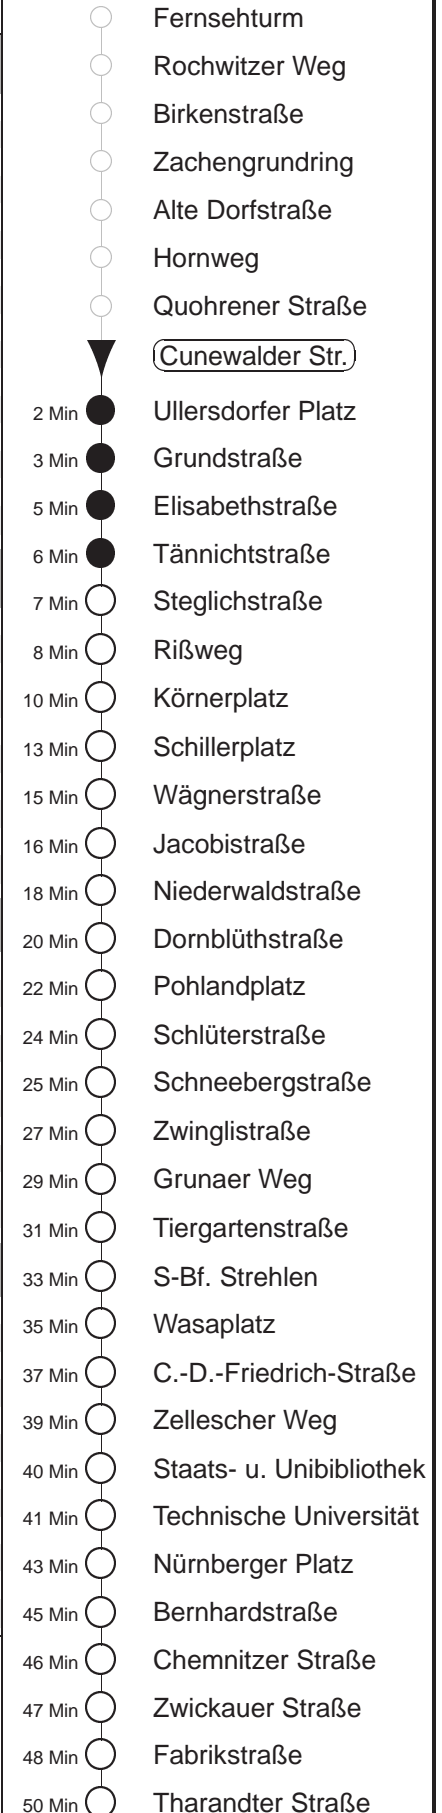 Fernsehturm
Rochwitzer Weg
Birkenstraße
Zachengrundring
Alte Dorfstraße
Hornweg
Quohrener Straße
Cunewalder Str.
2 Min Ullersdorfer Platz
3 Min Grundstraße
5 Min Elisabethstraße
6 Min Tännichtstraße
7 Min Steglichstraße
8 Min Rißweg
10 Min Körnerplatz
13 Min Schillerplatz
15 Min Wägnerstraße
16 Min Jacobistraße
18 Min Niederwaldstraße
20 Min Dornblüthstraße
22 Min Pohlandplatz
24 Min Schlüterstraße
25 Min Schneebergstraße
27 Min Zwinglistraße
29 Min Grunaer Weg
31 Min Tiergartenstraße
33 Min S-Bf. Strehlen
35 Min Wasaplatz
37 Min C.-D.-Friedrich-Straße
39 Min Zellescher Weg
40 Min Staats- u. Unibibliothek
41 Min Technische Universität
43 Min Nürnberger Platz
45 Min Bernhardstraße
46 Min Chemnitzer Straße
47 Min Zwickauer Straße
48 Min Fabrikstraße
50 Min Tharandter Straße